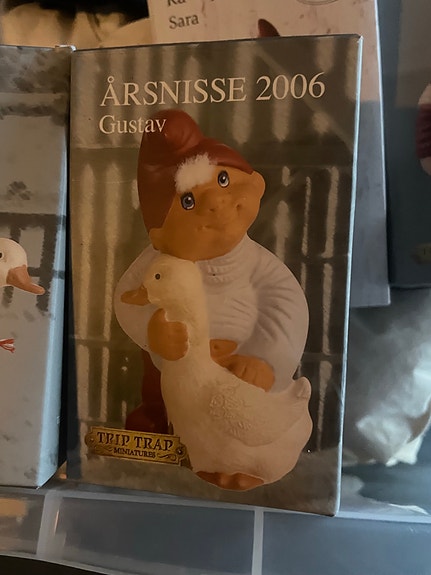 Sara
ÅRSNISSE 2006
Gustav
TRIP TRAP
MINIATURES